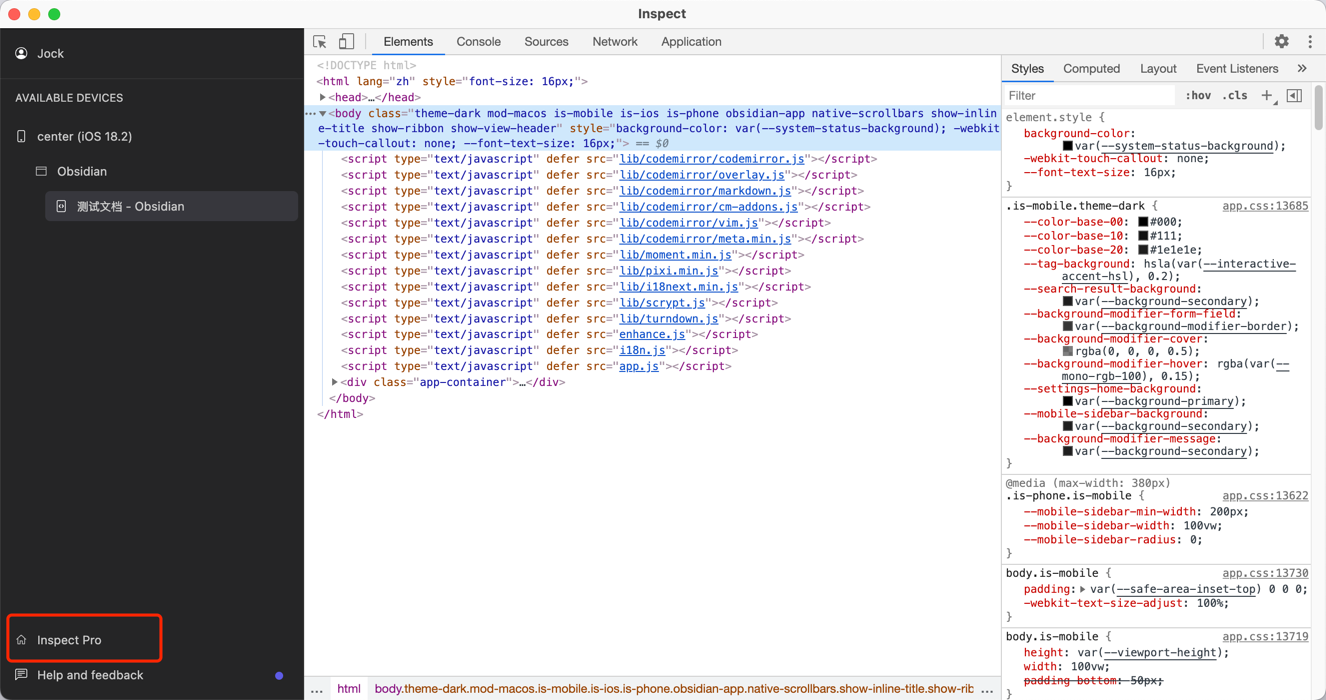 Inspect
Jock
AVAILABLE DEVICES
center (iOS 18.2)
Obsidian
测试文档 - Obsidian
Inspect Pro
Help and feedback
Elements
Console
Sources
Network
Application
<!DOCTYPE html>
<html lang="zh" style="font-size: 16px;">
<head>…</head>
<body class="theme-dark mod-macos is-mobile is-ios is-phone obsidian-app native-scrollbars show-inlin
e-title show-ribbon show-view-header" style="background-color: var(--system-status-background); -webkit
-touch-callout: none; --font-text-size: 16px;"> == $0
<script type="text/javascript" defer src="lib/codemirror/codemirror.js"></script>
<script type="text/javascript" defer src="lib/codemirror/overlay.js"></script>
<script type="text/javascript" defer src="lib/codemirror/markdown.js"></script>
<script type="text/javascript" defer src="lib/codemirror/cm-addons.js"></script>
<script type="text/javascript" defer src="lib/codemirror/vim.js"></script>
<script type="text/javascript" defer src="lib/codemirror/meta.min.js"></script>
<script type="text/javascript" defer src="lib/moment.min.js"></script>
<script type="text/javascript" defer src="lib/pixi.min.js"></script>
<script type="text/javascript" defer src="lib/i18next.min.js"></script>
<script type="text/javascript" defer src="lib/scrypt.js"></script>
<script type="text/javascript" defer src="lib/turndown.js"></script>
<script type="text/javascript" defer src="enhance.js"></script>
<script type="text/javascript" defer src="i18n.js"></script>
<script type="text/javascript" defer src="app.js"></script>
<div class="app-container">…</div>
</body>
</html>
... html body.theme-dark.mod-macos.is-mobile.is-ios.is-phone.obsidian-app.native-scrollbars.show-inline-title.show-rib ...
Styles
Computed
Layout
Event Listeners
»
Filter
:hov .cls +
element.style {
background-color:
var(--system-status-background);
-webkit-touch-callout: none;
--font-text-size: 16px;
}
.is-mobile.theme-dark { app.css:13685
--color-base-00: #000;
--color-base-10: #111;
--color-base-20: #1e1e1e;
--tag-background: hsla(var(--interactive-
accent-hsl), 0.2);
--search-result-background:
var(--background-secondary);
--background-modifier-form-field:
var(--background-modifier-border);
--background-modifier-cover:
rgba(0, 0, 0, 0.5);
--background-modifier-hover: rgba(var(--
mono-rgb-100), 0.15);
--settings-home-background:
var(--background-primary);
--mobile-sidebar-background:
var(--background-secondary);
--background-modifier-message:
var(--background-secondary);
}
@media (max-width: 380px)
.is-phone.is-mobile { app.css:13622
--mobile-sidebar-min-width: 200px;
--mobile-sidebar-width: 100vw;
--mobile-sidebar-radius: 0;
}
body.is-mobile { app.css:13730
padding: var(--safe-area-inset-top) 0 0 0;
-webkit-text-size-adjust: 100%;
}
body.is-mobile { app.css:13719
height: var(--viewport-height);
width: 100vw;
padding-bottom: 50px;
}